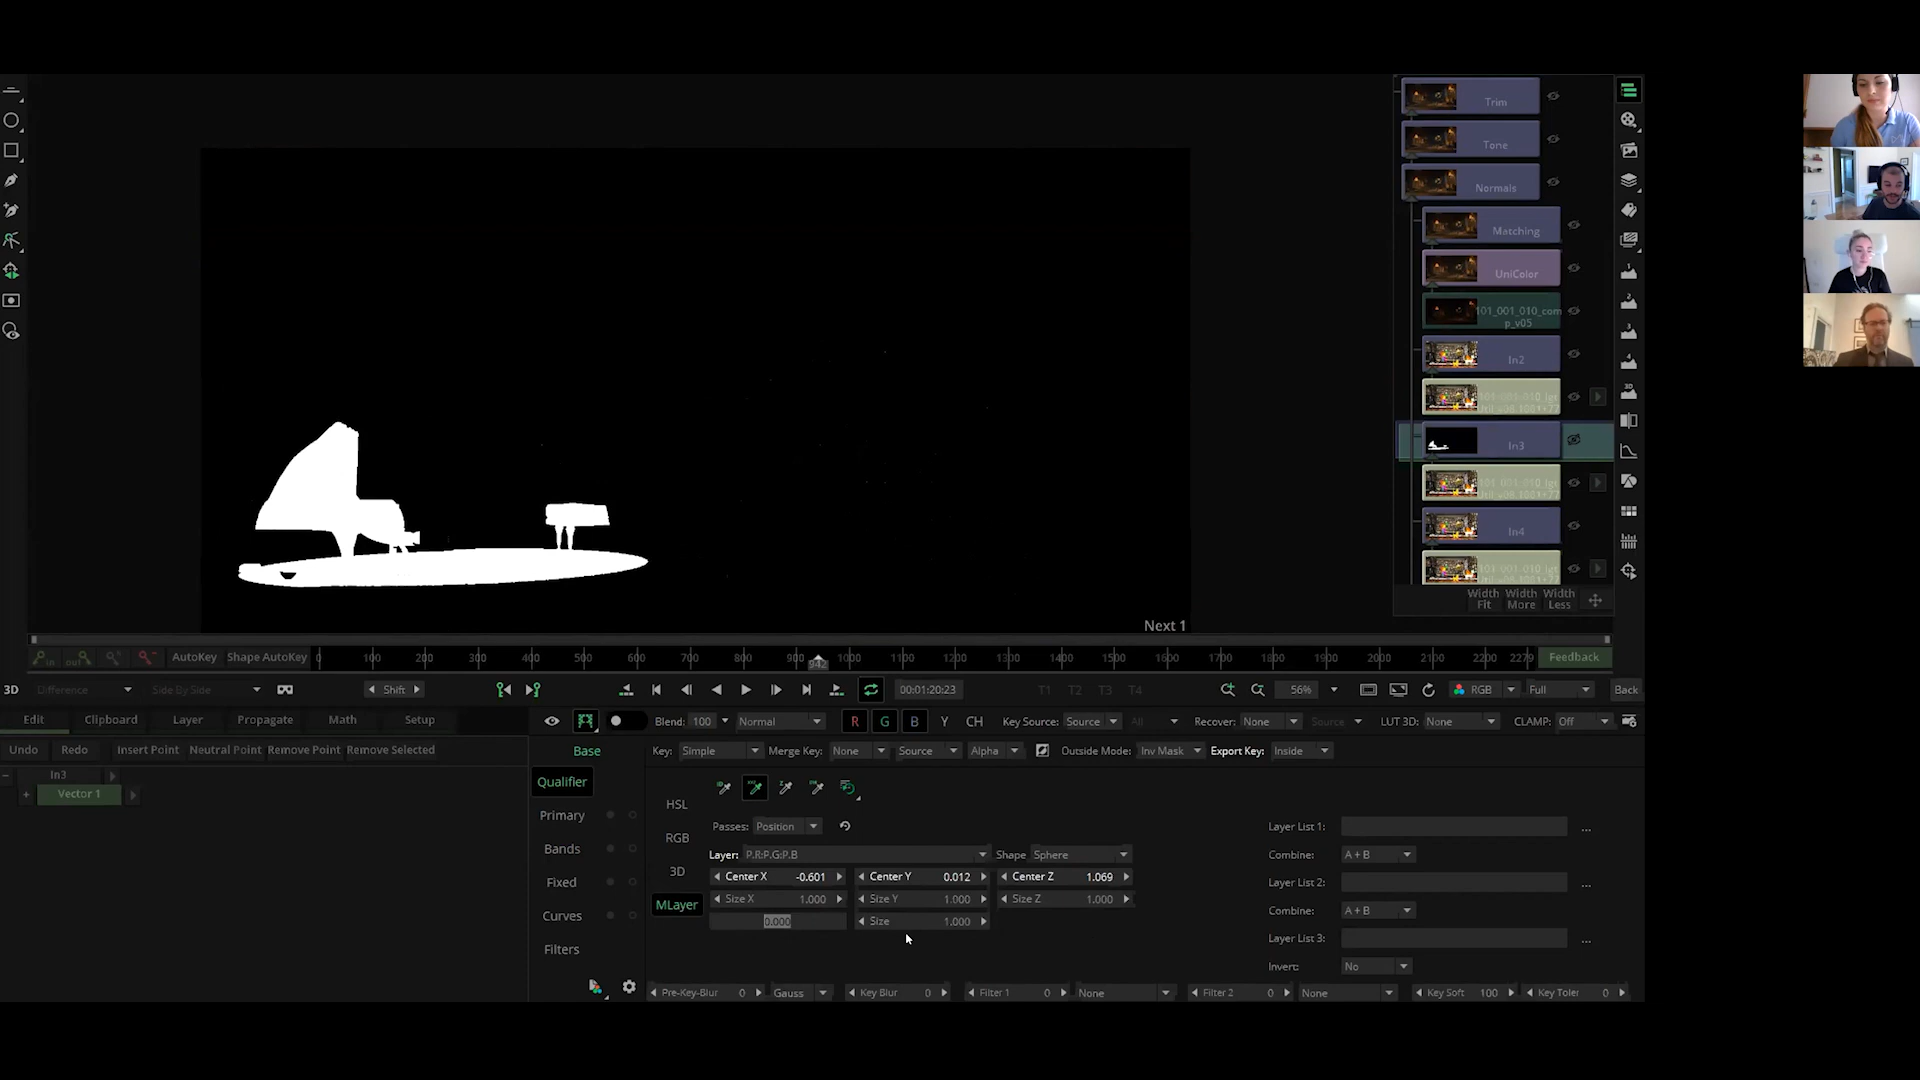 Trim
Tone
Normals
Matching
UniColor
101_001_010_com
p_v05
In2
In3
In4
Width Fit
Width More
Width Less
Next 1
AutoKey
Shape AutoKey
0 100 200 300 400 500 600 700 800 900 942 1000 1100 1200 1300 1400 1500 1600 1700 1800 1900 2000 2100 2200 2279
Feedback
3D Difference Side By Side Shift 00:01:20:23 T1 T2 T3 T4 56% RGB Full Back
Edit Clipboard Layer Propagate Math Setup
Blend: 100 Normal R G B Y CH Key Source: Source All Recover: None Source LUT 3D: None CLAMP: Off
Undo Redo Insert Point Neutral Point Remove Point Remove Selected
Base
Key: Simple Merge Key: None Source Alpha Outside Mode: Inv Mask Export Key: Inside
In3
Vector 1
Qualifier
Primary
Bands
Fixed
Curves
Filters
HSL
RGB
3D
MLayer
Passes: Position
Layer: P.R:P.G:P.B Shape Sphere
Center X -0.601 Center Y 0.012 Center Z 1.069
Size X 1.000 Size Y 1.000 Size Z 1.000
0.000 Size 1.000
Layer List 1: ...
Combine: A + B
Layer List 2: ...
Combine: A + B
Layer List 3: ...
Invert: No
Pre-Key-Blur 0 Gauss Key Blur 0 Filter 1 0 None Filter 2 0 None Key Soft 100 Key Toler 0